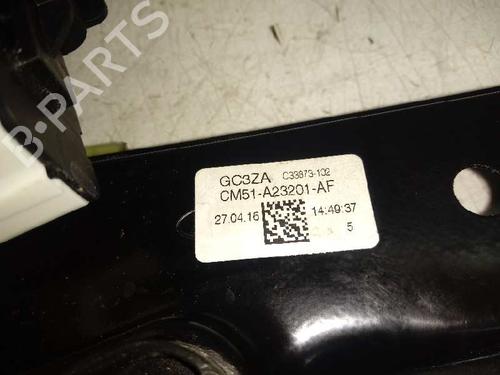 B-PARTS
GC3ZA C33873-102
CM51-A23201-AF
27.04.16 14:49:37
5